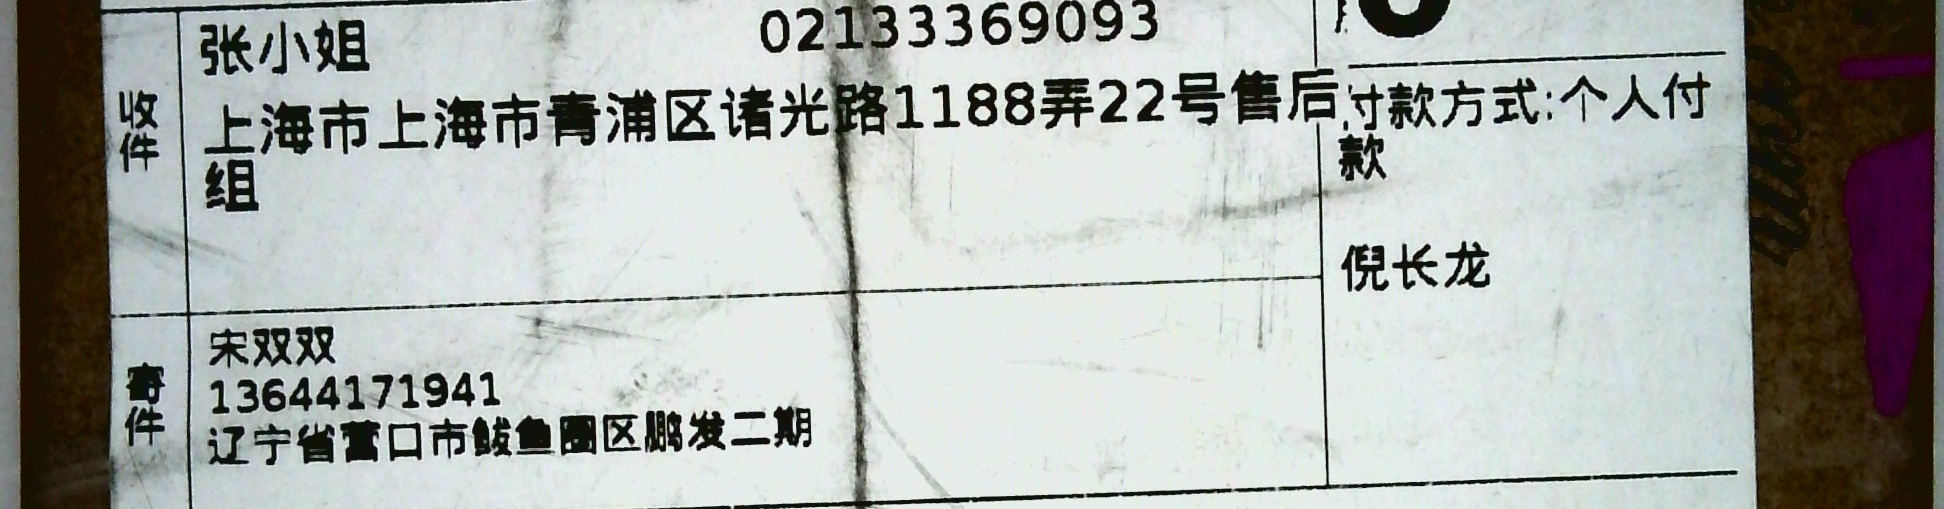 收件
张小姐 02133369093
上海市上海市青浦区诸光路1188弄22号售后
组
付款方式:个人付
款
倪长龙
寄件
宋双双
13644171941
辽宁省营口市鲅鱼圈区鹏发二期